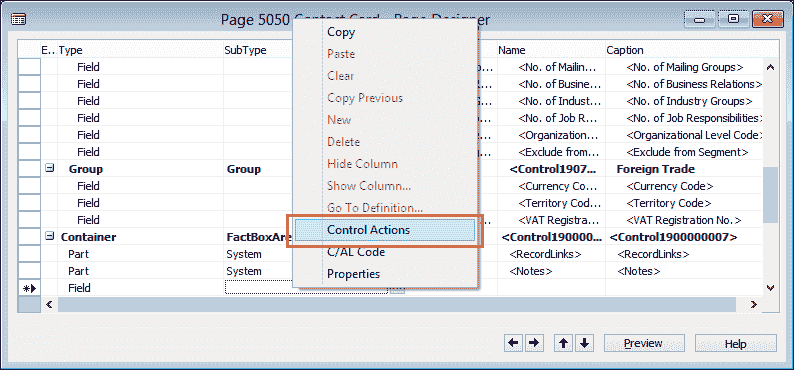 Page 5050 Contact Card - Page Designer
E.. Type SubType Name Caption
Field <No. of Mailin... <No. of Mailing Groups>
Field <No. of Busine... <No. of Business Relations>
Field <No. of Indust... <No. of Industry Groups>
Field <No. of Job R... <No. of Job Responsibilities>
Field <Organization... <Organizational Level Code>
Field <Exclude from... <Exclude from Segment>
Group Group <Control1907... Foreign Trade
Field <Currency Co... <Currency Code>
Field <Territory Cod... <Territory Code>
Field <VAT Registra... <VAT Registration No.>
Container FactBoxAre <Control190000... <Control1900000007>
Part System <RecordLinks> <RecordLinks>
Part System <Notes> <Notes>
Field
Copy
Paste
Clear
Copy Previous
New
Delete
Hide Column
Show Column...
Go To Definition...
Control Actions
C/AL Code
Properties
Preview Help